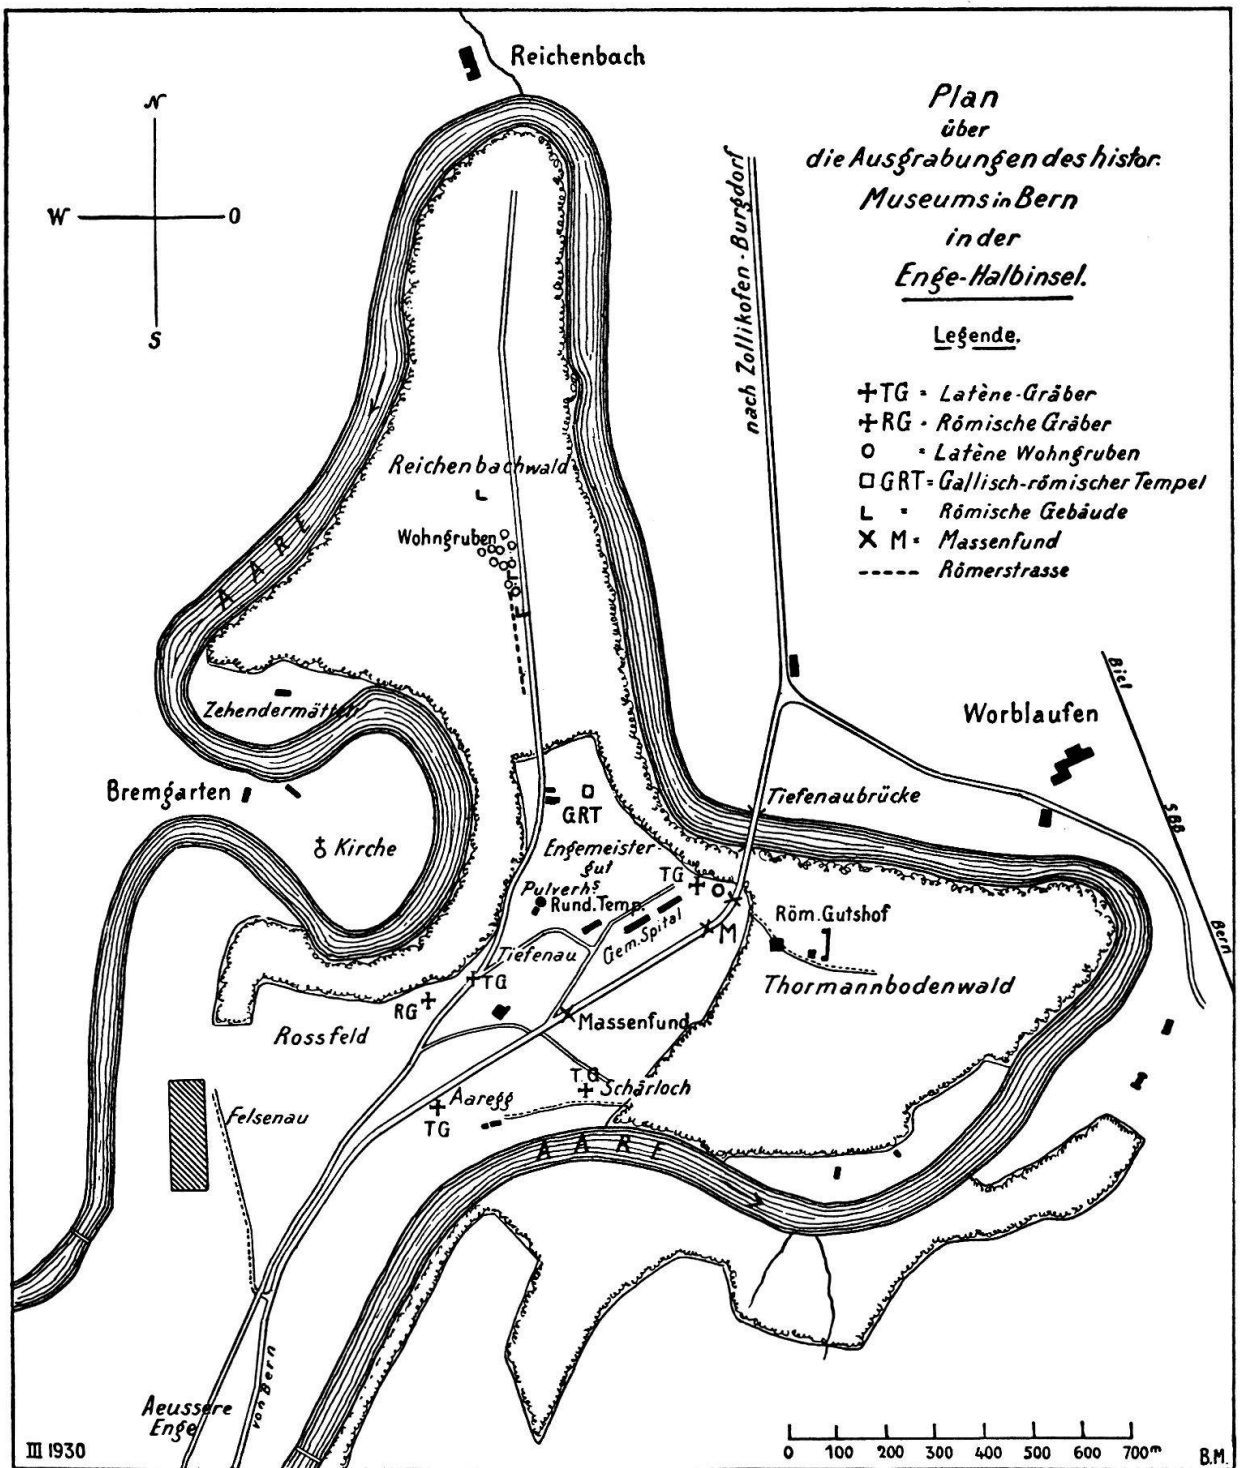 Reichenbach
Plan
über
die Ausgrabungen des histor.
Museums in Bern
in der
Enge-Halbinsel.
N
W
O
S
Legende.
TG = Latène-Gräber
RG = Römische Gräber
= Latène Wohngruben
GRT = Gallisch-römischer Tempel
L = Römische Gebäude
M = Massenfund
Römerstrasse
nach Zollikofen-Burgdorf
Reichenbachwald
L
Wohngruben
AARE
Zehendermätteli
Bremgarten
Kirche
Biel
Worblaufen
SBB
Bern
Tiefenaubrücke
GRT
Engemeister
gut
Pulverhs
Rund.Temp.
TG
Gem.Spital
M
Röm.Gutshof
Tiefenau
TG
Thormannbodenwald
RG
Rossfeld
Massenfund
TG
Schärloch
Aaregg
TG
Felsenau
AARE
Aeussere
Enge
von Bern
III 1930
0 100 200 300 400 500 600 700m
B.M.